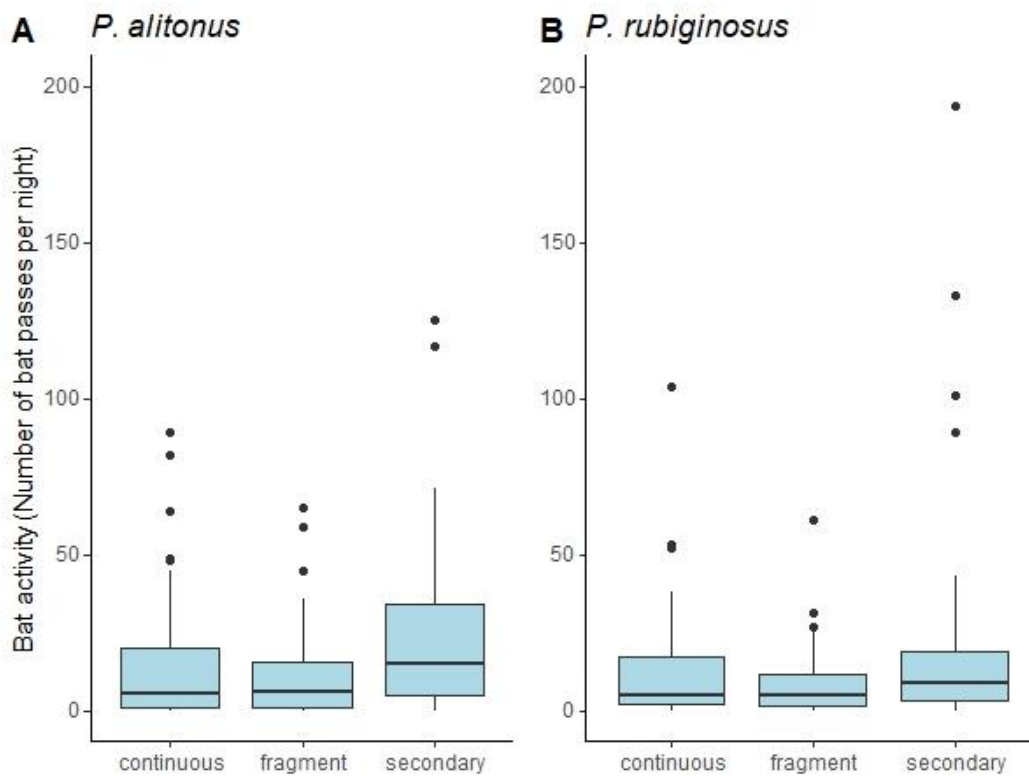 A P. alitonus
B P. rubiginosus
Bat activity (Number of bat passes per night)
200
150
100
50
0
continuous fragment secondary
200
150
100
50
0
continuous fragment secondary